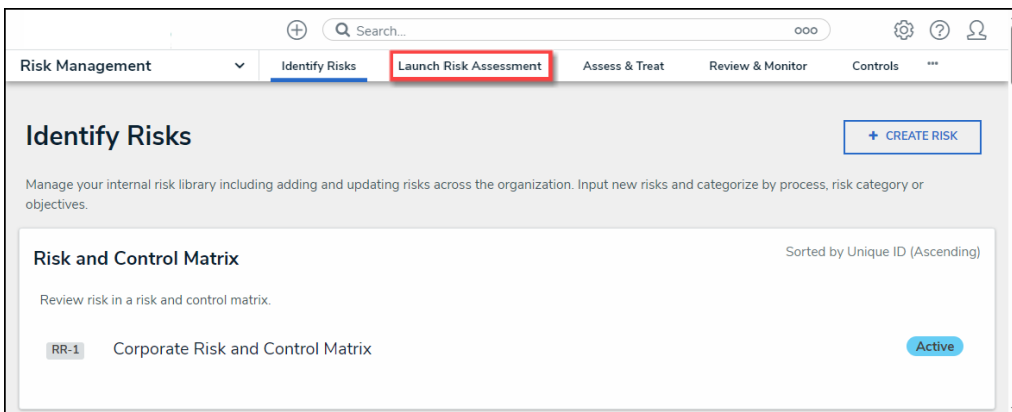 Search...
Risk Management Identify Risks Launch Risk Assessment Assess & Treat Review & Monitor Controls
Identify Risks
+ CREATE RISK
Manage your internal risk library including adding and updating risks across the organization. Input new risks and categorize by process, risk category or
objectives.
Risk and Control Matrix
Sorted by Unique ID (Ascending)
Review risk in a risk and control matrix.
RR-1 Corporate Risk and Control Matrix Active